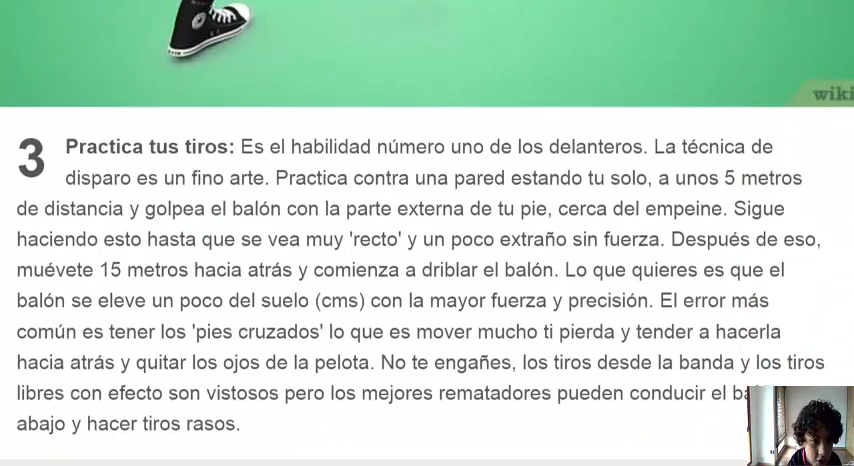 wiki
3 Practica tus tiros: Es el habilidad número uno de los delanteros. La técnica de
disparo es un fino arte. Practica contra una pared estando tu solo, a unos 5 metros
de distancia y golpea el balón con la parte externa de tu pie, cerca del empeine. Sigue
haciendo esto hasta que se vea muy 'recto' y un poco extraño sin fuerza. Después de eso,
muévete 15 metros hacia atrás y comienza a driblar el balón. Lo que quieres es que el
balón se eleve un poco del suelo (cms) con la mayor fuerza y precisión. El error más
común es tener los 'pies cruzados' lo que es mover mucho ti pierda y tender a hacerla
hacia atrás y quitar los ojos de la pelota. No te engañes, los tiros desde la banda y los tiros
libres con efecto son vistosos pero los mejores rematadores pueden conducir el
abajo y hacer tiros rasos.